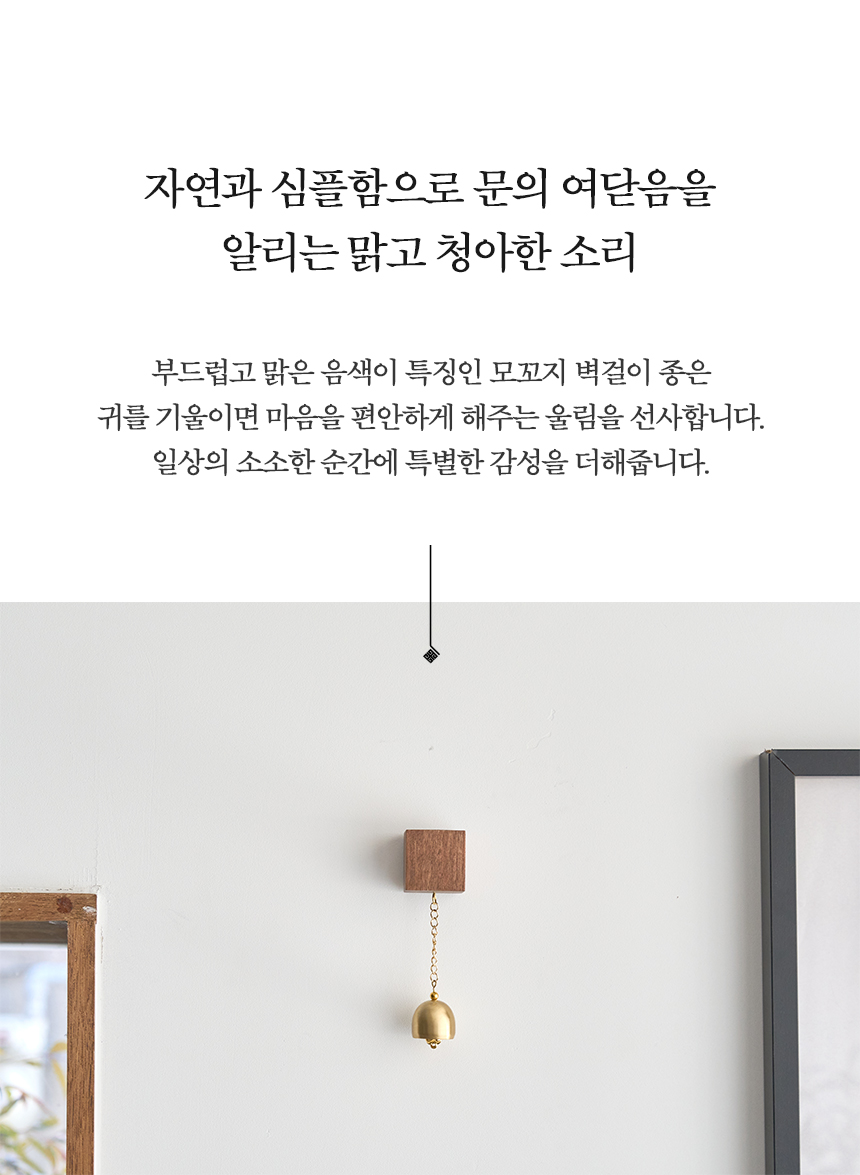 자연과 심플함으로 문의 여닫음을
알리는 맑고 청아한 소리
부드럽고 맑은 음색이 특징인 모꼬지 벽걸이 종은
귀를 기울이면 마음을 편안하게 해주는 울림을 선사합니다.
일상의 소소한 순간에 특별한 감성을 더해줍니다.